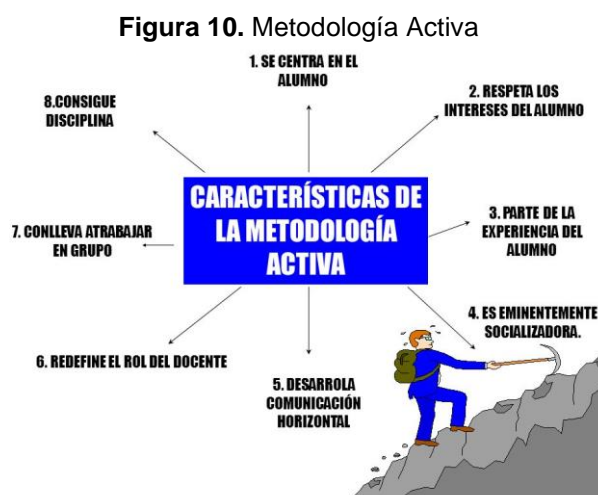 Figura 10. Metodología Activa
1. SE CENTRA EN EL
ALUMNO
2. RESPETA LOS
INTERESES DEL ALUMNO
3. PARTE DE LA
EXPERIENCIA DEL
ALUMNO
4. ES EMINENTEMENTE
SOCIALIZADORA.
5. DESARROLA
COMUNICACIÓN
HORIZONTAL
6. REDEFINE EL ROL DEL DOCENTE
7. CONLLEVA ATRABAJAR
EN GRUPO
8.CONSIGUE
DISCIPLINA
CARACTERÍSTICAS DE
LA METODOLOGÍA
ACTIVA